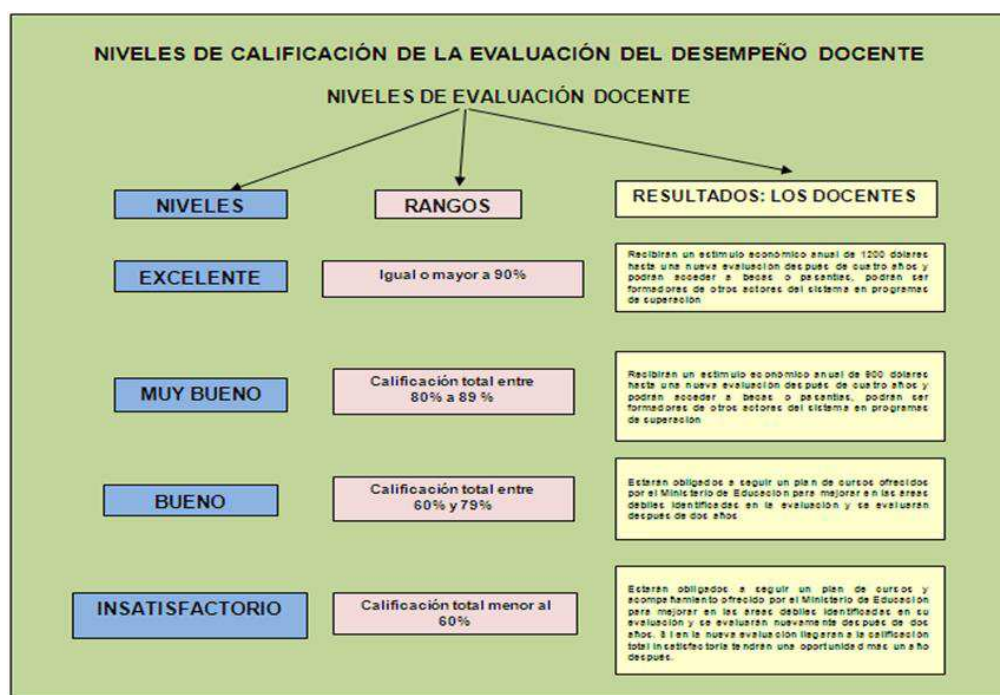 NIVELES DE CALIFICACIÓN DE LA EVALUACIÓN DEL DESEMPEÑO DOCENTE
NIVELES DE EVALUACIÓN DOCENTE
NIVELES
RANGOS
RESULTADOS: LOS DOCENTES
EXCELENTE
Igual o mayor a 90%
Recibirán un estímulo económico anual de 1200 dólares
hasta una nueva evaluación después de cuatro años y
podrán acceder a becas o pasantías, podrán ser
formadores de otros actores del sistema en programas
de superación
MUY BUENO
Calificación total entre
80% a 89 %
Recibirán un estímulo económico anual de 900 dólares
hasta una nueva evaluación después de cuatro años y
podrán acceder a becas o pasantías, podrán ser
formadores de otros actores del sistema en programas
de superación
BUENO
Calificación total entre
60% y 79%
Estarán obligados a seguir un plan de cursos ofrecidos
por el Ministerio de Educación para mejorar en las áreas
débiles identificadas en la evaluación y se evaluarán
después de dos años
INSATISFACTORIO
Calificación total menor al
60%
Estarán obligados a seguir un plan de cursos y
acompañamiento ofrecido por el Ministerio de Educación
para mejorar en las áreas débiles identificadas en su
evaluación y se evaluarán nuevamente después de dos
años. S i en la nueva evaluación llegaran a la calificación
total insatisfactoria tendrán una oportunidad mas un año
después.